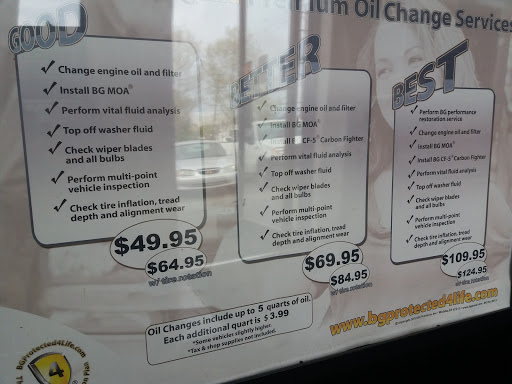 Premium Oil Change Services
GOOD
✓ Change engine oil and filter
✓ Install BG MOA®
✓ Perform vital fluid analysis
✓ Top off washer fluid
✓ Check wiper blades
and all bulbs
✓ Perform multi-point
vehicle inspection
✓ Check tire inflation, tread
depth and alignment wear
$49.95
$64.95
w/ tire rotation
BETTER
✓ Change engine oil and filter
✓ Install BG MOA®
✓ Install BG CF-5® Carbon Fighter
✓ Perform vital fluid analysis
✓ Top off washer fluid
✓ Check wiper blades
and all bulbs
✓ Perform multi-point
vehicle inspection
✓ Check tire inflation, tread
depth and alignment wear
$69.95
$84.95
w/ tire rotation
BEST
✓ Perform BG performance
restoration service
✓ Change engine oil and filter
✓ Install BG MOA®
✓ Install BG CF-5® Carbon Fighter
✓ Perform vital fluid analysis
✓ Top off washer fluid
✓ Check wiper blades
and all bulbs
✓ Perform multi-point
vehicle inspection
✓ Check tire inflation, tread
depth and alignment wear
$109.95
$124.95
w/ tire rotation
Oil Changes include up to 5 quarts of oil.
Each additional quart is $3.99
*Some vehicles slightly higher.
*Tax & shop supplies not included.
www.bgprotected4life.com
BGProtected4Life.com
4